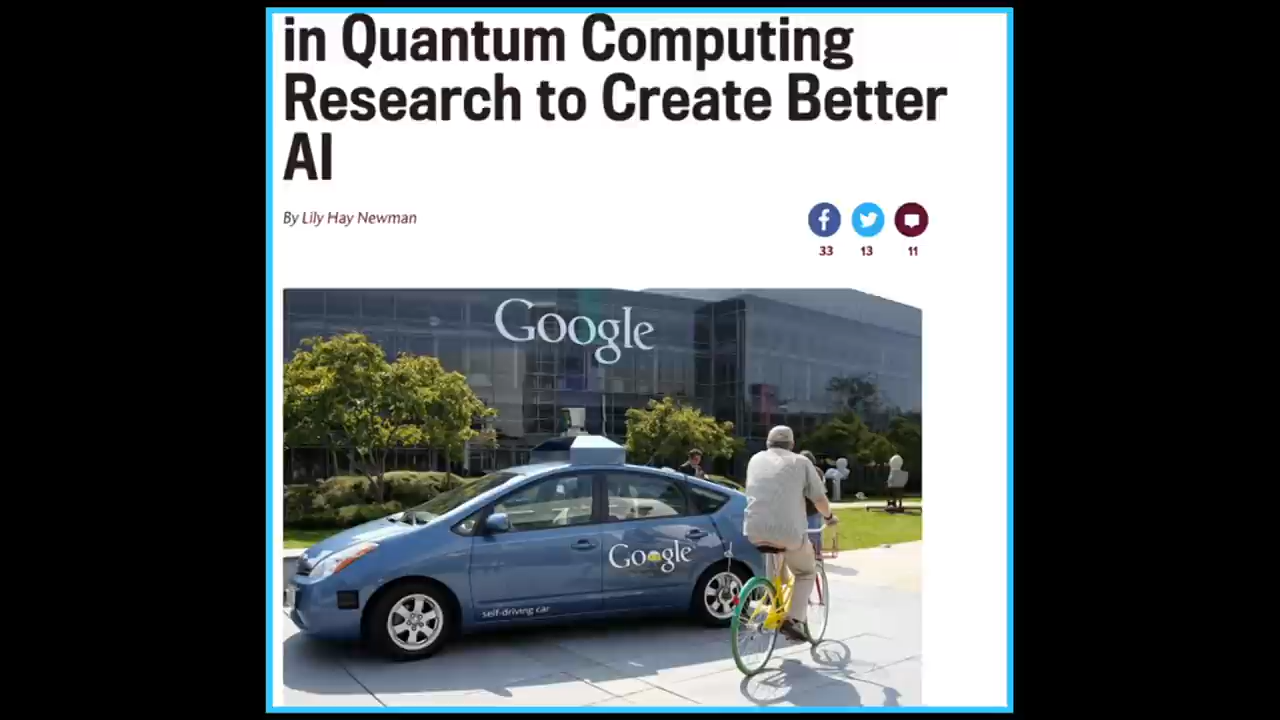 in Quantum Computing
Research to Create Better
AI
By Lily Hay Newman
33
13
11
Google
Google
self-driving car